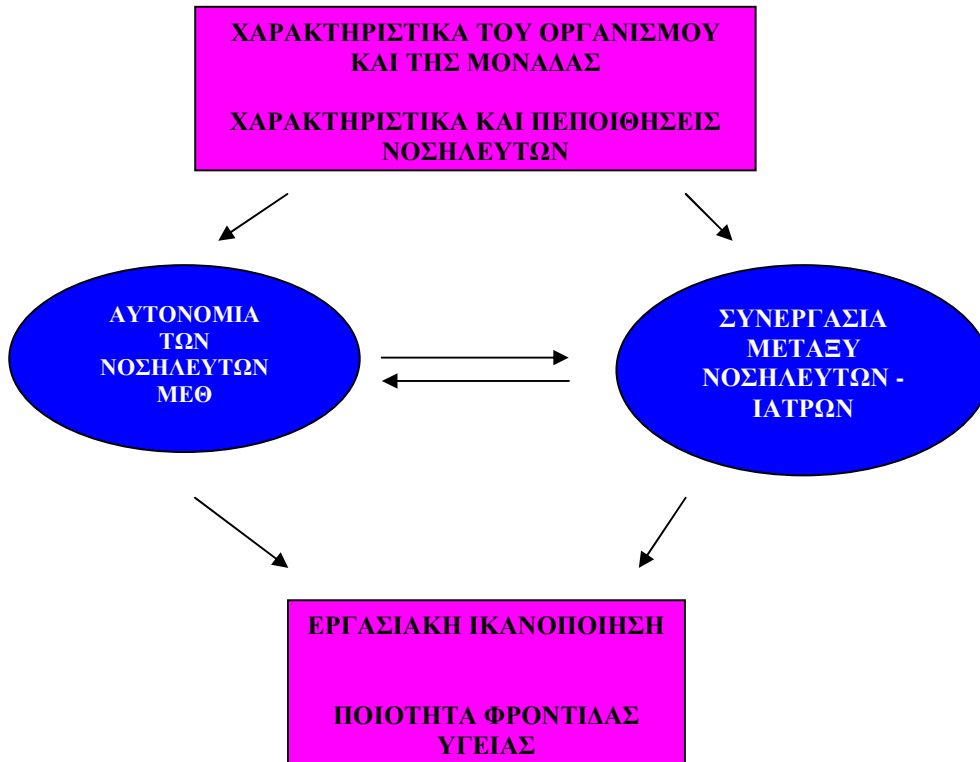 ΧΑΡΑΚΤΗΡΙΣΤΙΚΑ ΤΟΥ ΟΡΓΑΝΙΣΜΟΥ
ΚΑΙ ΤΗΣ ΜΟΝΑΔΑΣ
ΧΑΡΑΚΤΗΡΙΣΤΙΚΑ ΚΑΙ ΠΕΠΟΙΘΗΣΕΙΣ
ΝΟΣΗΛΕΥΤΩΝ
ΑΥΤΟΝΟΜΙΑ
ΤΩΝ
ΝΟΣΗΛΕΥΤΩΝ
ΜΕΘ
ΣΥΝΕΡΓΑΣΙΑ
ΜΕΤΑΞΥ
ΝΟΣΗΛΕΥΤΩΝ -
ΙΑΤΡΩΝ
ΕΡΓΑΣΙΑΚΗ ΙΚΑΝΟΠΟΙΗΣΗ
ΠΟΙΟΤΗΤΑ ΦΡΟΝΤΙΔΑΣ
ΥΓΕΙΑΣ